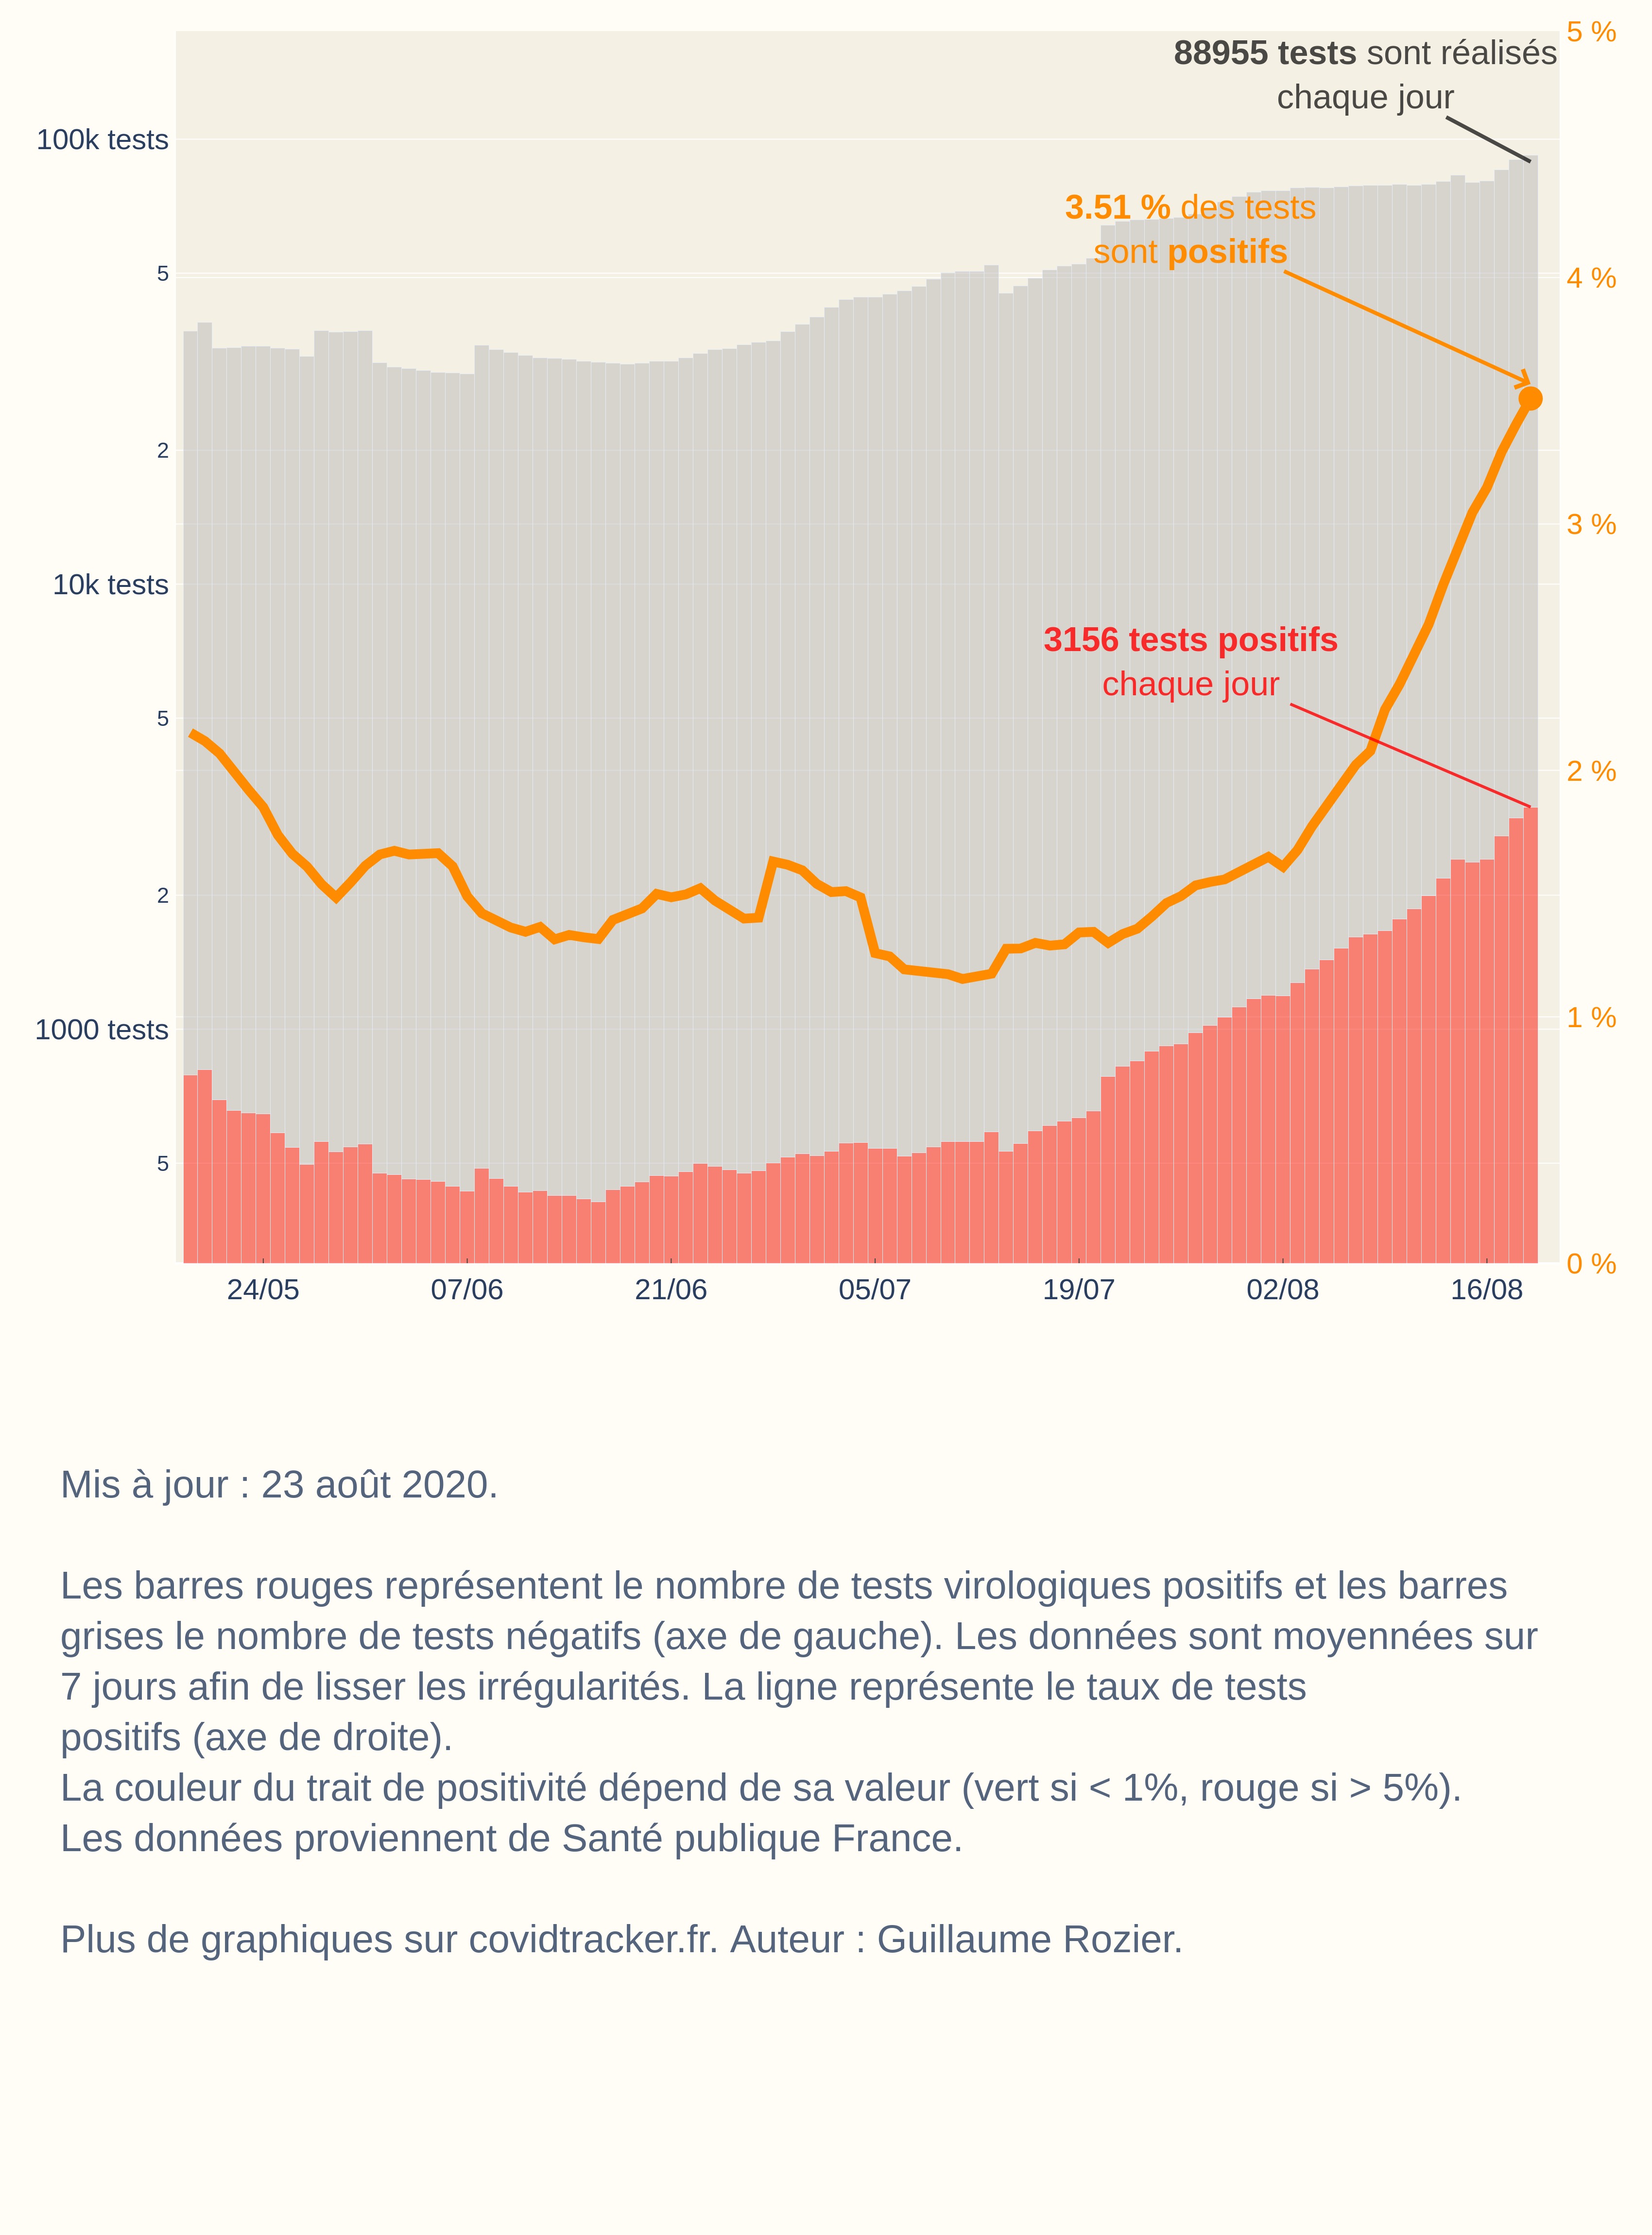 5 %
88955 tests sont réalisés
chaque jour
100k tests
3.51 % des tests
sont positifs
5
4 %
2
3 %
10k tests
3156 tests positifs
chaque jour
5
2 %
2
1000 tests
1 %
5
0 %
24/05 07/06 21/06 05/07 19/07 02/08 16/08
Mis à jour : 23 août 2020.
Les barres rouges représentent le nombre de tests virologiques positifs et les barres
grises le nombre de tests négatifs (axe de gauche). Les données sont moyennées sur
7 jours afin de lisser les irrégularités. La ligne représente le taux de tests
positifs (axe de droite).
La couleur du trait de positivité dépend de sa valeur (vert si < 1%, rouge si > 5%).
Les données proviennent de Santé publique France.
Plus de graphiques sur covidtracker.fr. Auteur : Guillaume Rozier.